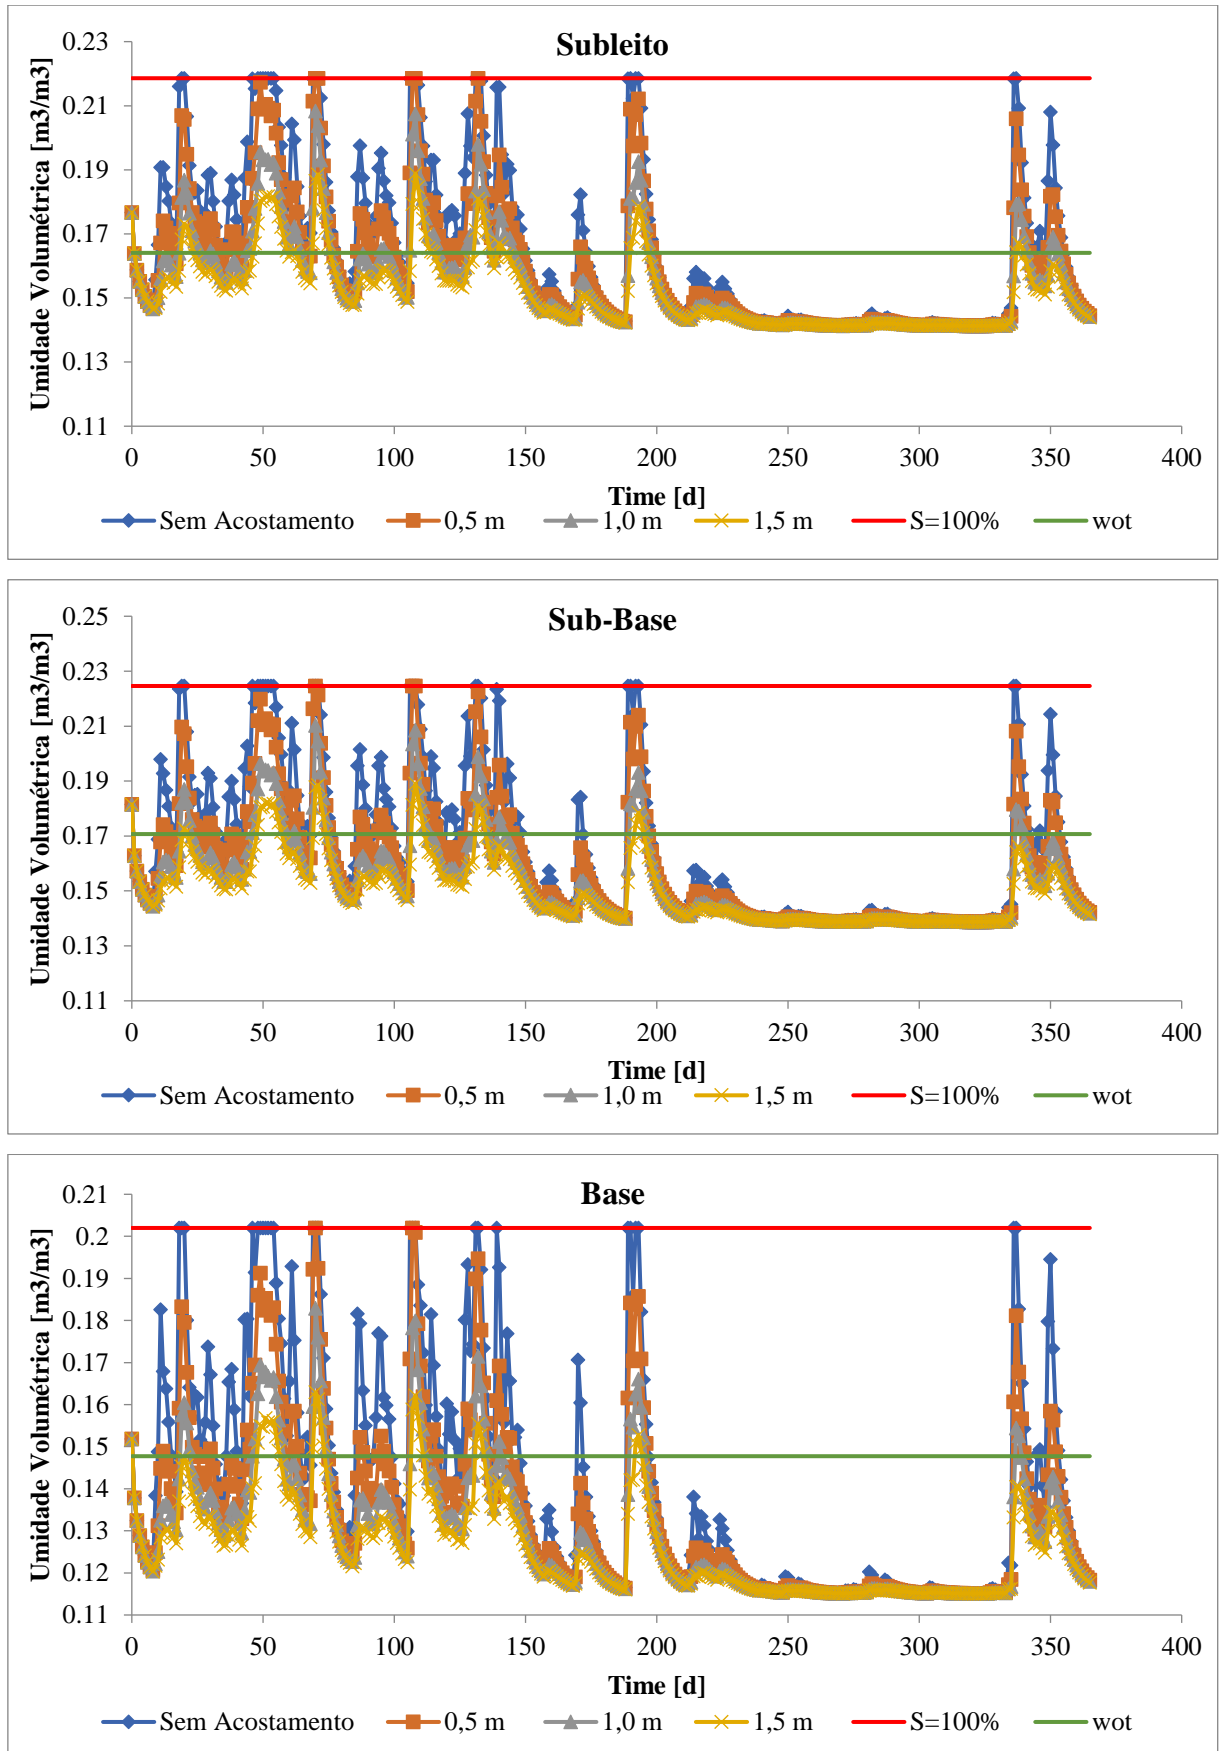 Subleito
Umidade Volumétrica [m3/m3]
0.23
0.21
0.19
0.17
0.15
0.13
0.11
0 50 100 150 200 250 300 350 400
Time [d]
Sem Acostamento 0,5 m 1,0 m 1,5 m S=100% wot
Sub-Base
Umidade Volumétrica [m3/m3]
0.25
0.23
0.21
0.19
0.17
0.15
0.13
0.11
0 50 100 150 200 250 300 350 400
Time [d]
Sem Acostamento 0,5 m 1,0 m 1,5 m S=100% wot
Base
Umidade Volumétrica [m3/m3]
0.21
0.2
0.19
0.18
0.17
0.16
0.15
0.14
0.13
0.12
0.11
0 50 100 150 200 250 300 350 400
Time [d]
Sem Acostamento 0,5 m 1,0 m 1,5 m S=100% wot